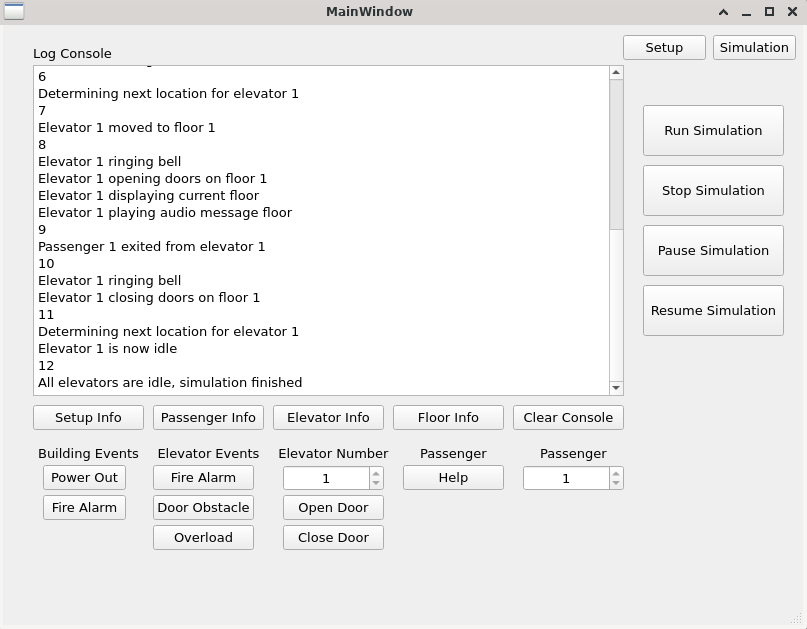 MainWindow
Setup
Simulation
Log Console
6
Determining next location for elevator 1
7
Elevator 1 moved to floor 1
8
Elevator 1 ringing bell
Elevator 1 opening doors on floor 1
Elevator 1 displaying current floor
Elevator 1 playing audio message floor
9
Passenger 1 exited from elevator 1
10
Elevator 1 ringing bell
Elevator 1 closing doors on floor 1
11
Determining next location for elevator 1
Elevator 1 is now idle
12
All elevators are idle, simulation finished
Run Simulation
Stop Simulation
Pause Simulation
Resume Simulation
Setup Info
Passenger Info
Elevator Info
Floor Info
Clear Console
Building Events
Power Out
Fire Alarm
Elevator Events
Fire Alarm
Door Obstacle
Overload
Elevator Number
1
Open Door
Close Door
Passenger
Help
Passenger
1